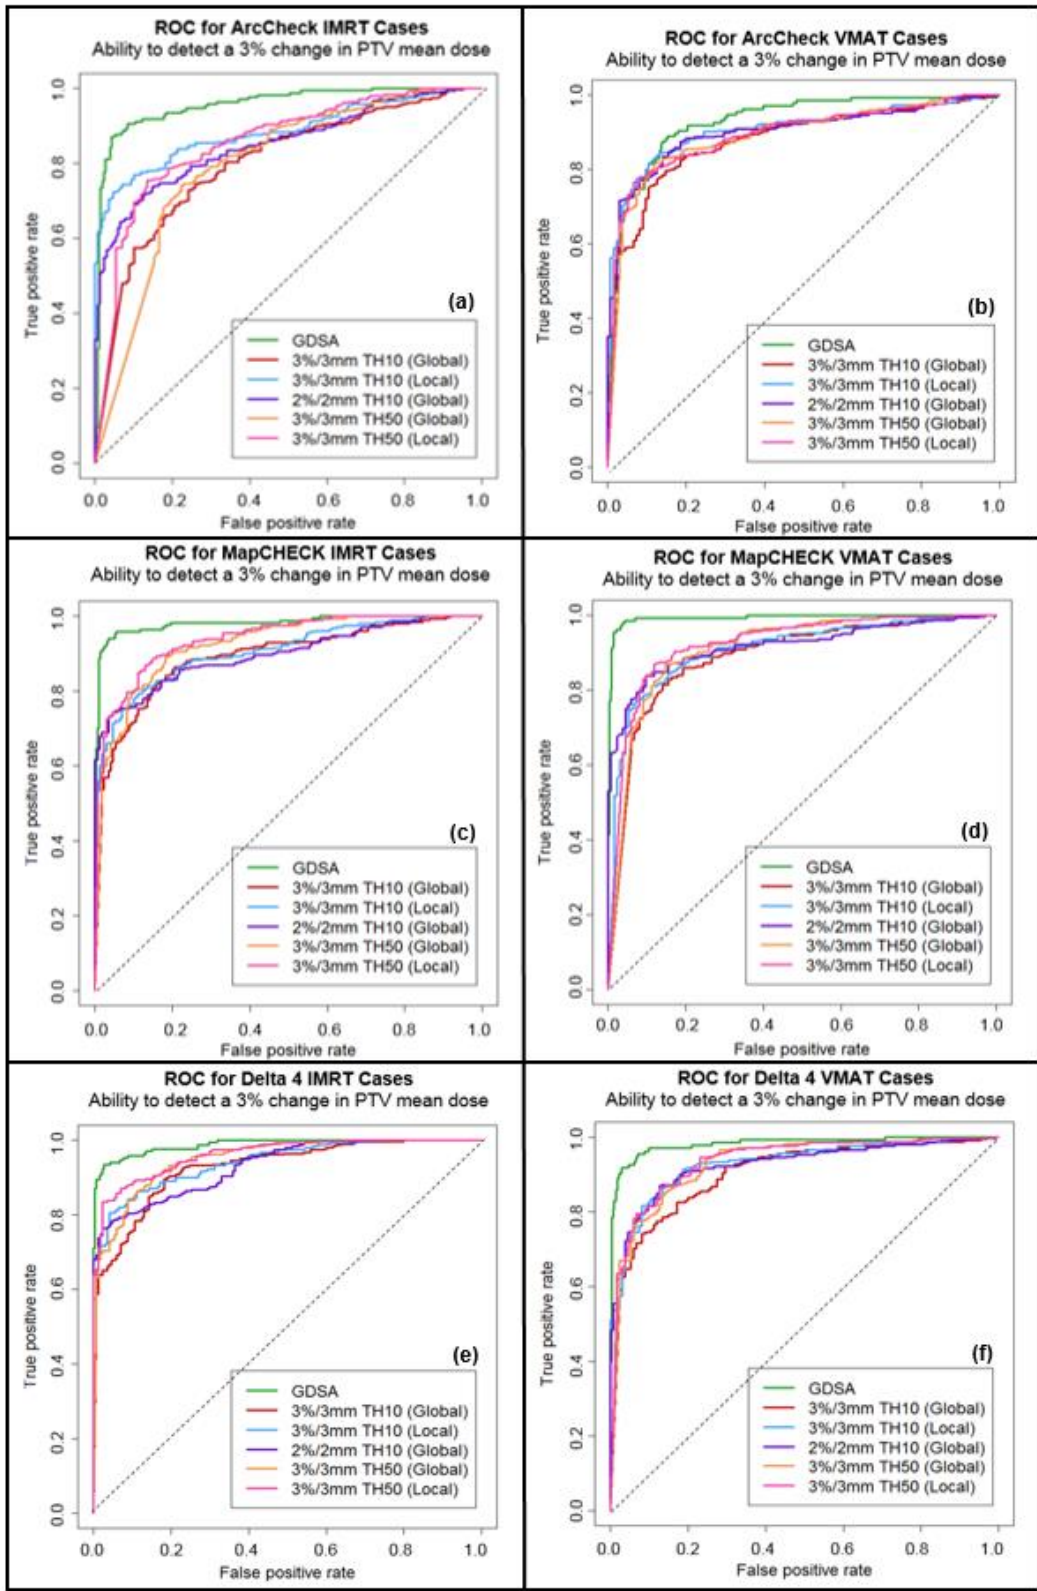 ROC for ArcCheck IMRT Cases
Ability to detect a 3% change in PTV mean dose
True positive rate
1.0
0.8
0.6
0.4
0.2
0.0
(a)
GDSA
3%/3mm TH10 (Global)
3%/3mm TH10 (Local)
2%/2mm TH10 (Global)
3%/3mm TH50 (Global)
3%/3mm TH50 (Local)
0.0 0.2 0.4 0.6 0.8 1.0
False positive rate
ROC for ArcCheck VMAT Cases
Ability to detect a 3% change in PTV mean dose
True positive rate
1.0
0.8
0.6
0.4
0.2
0.0
(b)
GDSA
3%/3mm TH10 (Global)
3%/3mm TH10 (Local)
2%/2mm TH10 (Global)
3%/3mm TH50 (Global)
3%/3mm TH50 (Local)
0.0 0.2 0.4 0.6 0.8 1.0
False positive rate
ROC for MapCHECK IMRT Cases
Ability to detect a 3% change in PTV mean dose
True positive rate
1.0
0.8
0.6
0.4
0.2
0.0
(c)
GDSA
3%/3mm TH10 (Global)
3%/3mm TH10 (Local)
2%/2mm TH10 (Global)
3%/3mm TH50 (Global)
3%/3mm TH50 (Local)
0.0 0.2 0.4 0.6 0.8 1.0
False positive rate
ROC for MapCHECK VMAT Cases
Ability to detect a 3% change in PTV mean dose
True positive rate
1.0
0.8
0.6
0.4
0.2
0.0
(d)
GDSA
3%/3mm TH10 (Global)
3%/3mm TH10 (Local)
2%/2mm TH10 (Global)
3%/3mm TH50 (Global)
3%/3mm TH50 (Local)
0.0 0.2 0.4 0.6 0.8 1.0
False positive rate
ROC for Delta 4 IMRT Cases
Ability to detect a 3% change in PTV mean dose
True positive rate
1.0
0.8
0.6
0.4
0.2
0.0
(e)
GDSA
3%/3mm TH10 (Global)
3%/3mm TH10 (Local)
2%/2mm TH10 (Global)
3%/3mm TH50 (Global)
3%/3mm TH50 (Local)
0.0 0.2 0.4 0.6 0.8 1.0
False positive rate
ROC for Delta 4 VMAT Cases
Ability to detect a 3% change in PTV mean dose
True positive rate
1.0
0.8
0.6
0.4
0.2
0.0
(f)
GDSA
3%/3mm TH10 (Global)
3%/3mm TH10 (Local)
2%/2mm TH10 (Global)
3%/3mm TH50 (Global)
3%/3mm TH50 (Local)
0.0 0.2 0.4 0.6 0.8 1.0
False positive rate